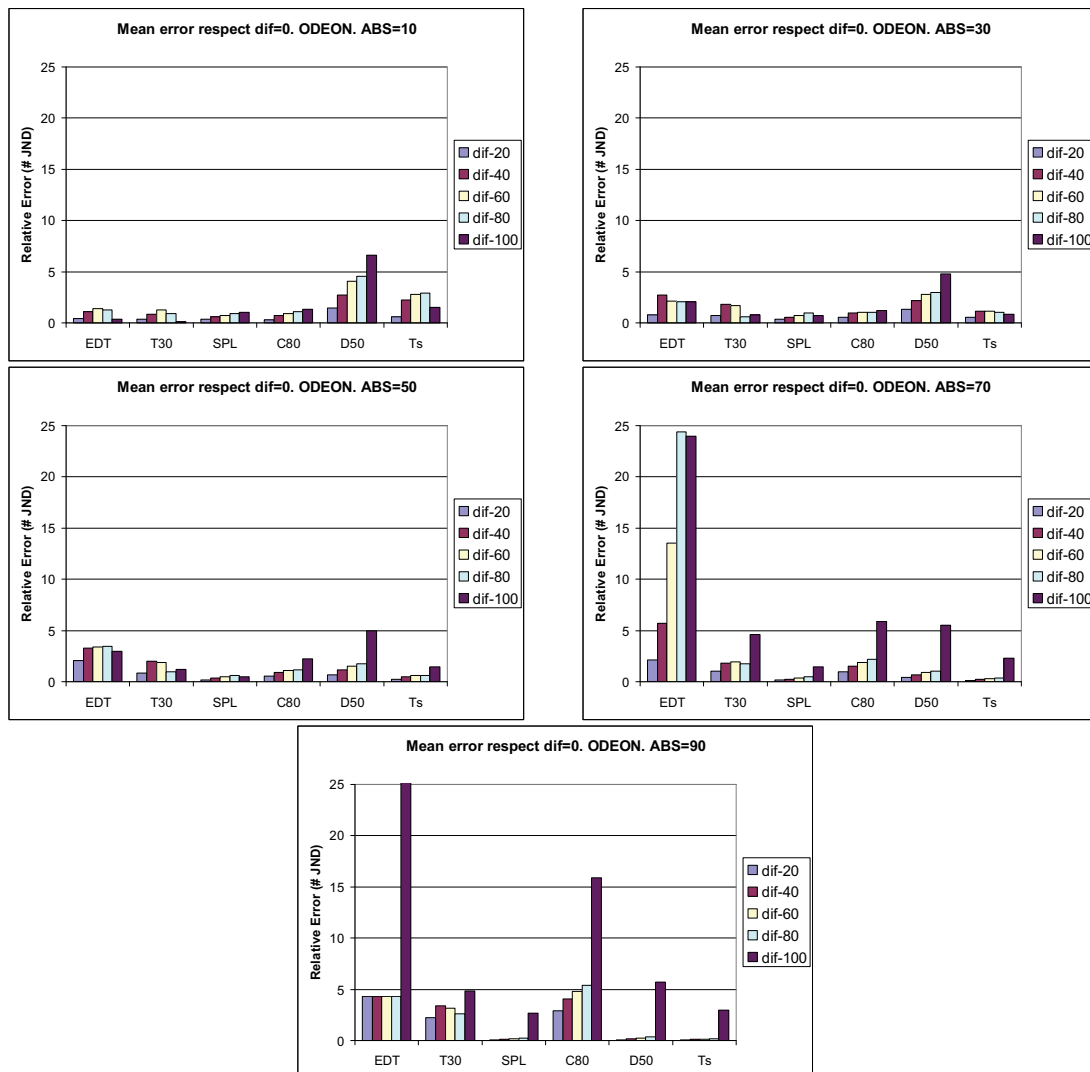 Mean error respect dif=0. ODEON. ABS=10
Relative Error (# JND)
25
20
15
10
5
0
EDT T30 SPL C80 D50 Ts
dif-20
dif-40
dif-60
dif-80
dif-100
Mean error respect dif=0. ODEON. ABS=30
Relative Error (# JND)
25
20
15
10
5
0
EDT T30 SPL C80 D50 Ts
dif-20
dif-40
dif-60
dif-80
dif-100
Mean error respect dif=0. ODEON. ABS=50
Relative Error (# JND)
25
20
15
10
5
0
EDT T30 SPL C80 D50 Ts
dif-20
dif-40
dif-60
dif-80
dif-100
Mean error respect dif=0. ODEON. ABS=70
Relative Error (# JND)
25
20
15
10
5
0
EDT T30 SPL C80 D50 Ts
dif-20
dif-40
dif-60
dif-80
dif-100
Mean error respect dif=0. ODEON. ABS=90
Relative Error (# JND)
25
20
15
10
5
0
EDT T30 SPL C80 D50 Ts
dif-20
dif-40
dif-60
dif-80
dif-100